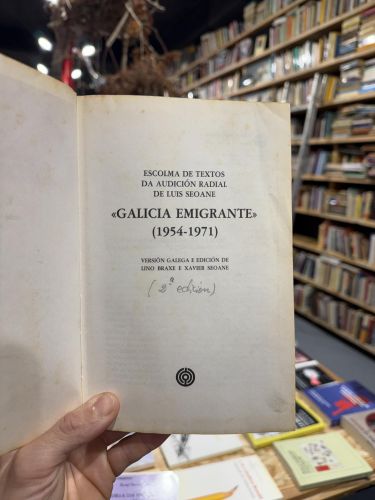 ESCOLMA DE TEXTOS
DA AUDICIÓN RADIAL
DE LUIS SEOANE
«GALICIA EMIGRANTE»
(1954-1971)
VERSIÓN GALEGA E EDICIÓN DE
LINO BRAXE E XAVIER SEOANE
(2ª edición)